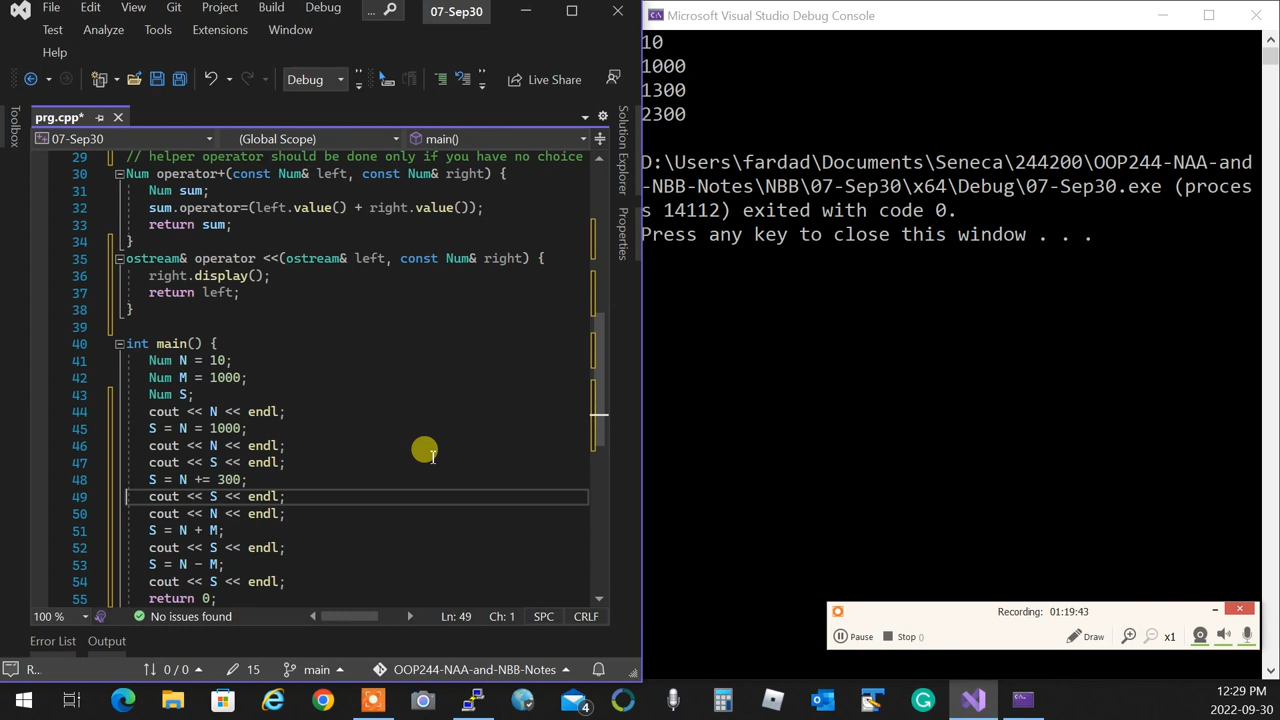 Edit View Git Project Build Debug
Test Analyze Tools Extensions Window
Help
... 07-Sep30
Debug
Live Share
prg.cpp*
07-Sep30 (Global Scope) main()
Toolbox
Solution Explorer
Properties
29 // helper operator should be done only if you have no choice
30 Num operator+(const Num& left, const Num& right) {
31 Num sum;
32 sum.operator=(left.value() + right.value());
33 return sum;
34 }
35 ostream& operator <<(ostream& left, const Num& right) {
36 right.display();
37 return left;
38 }
39
40 int main() {
41 Num N = 10;
42 Num M = 1000;
43 Num S;
44 cout << N << endl;
45 S = N = 1000;
46 cout << N << endl;
47 cout << S << endl;
48 S = N += 300;
49 cout << S << endl;
50 cout << N << endl;
51 S = N + M;
52 cout << S << endl;
53 S = N - M;
54 cout << S << endl;
55 return 0;
100 % No issues found Ln: 49 Ch: 1 SPC CRLF
Error List Output
R... 0 / 0 15 main OOP244-NAA-and-NBB-Notes
Microsoft Visual Studio Debug Console
10
1000
1300
2300
D:\Users\fardad\Documents\Seneca\244200\OOP244-NAA-and
-NBB-Notes\NBB\07-Sep30\x64\Debug\07-Sep30.exe (proces
s 14112) exited with code 0.
Press any key to close this window . . .
Recording: 01:19:43
Pause Stop () Draw x1
4
12:29 PM
2022-09-30